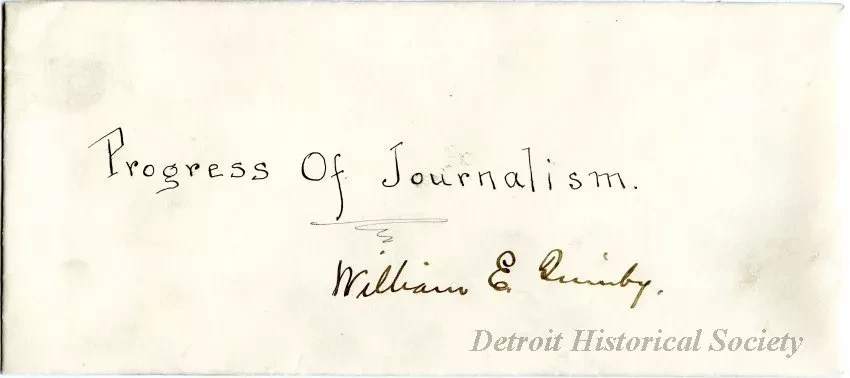 Progress Of Journalism.
William E. Quinby.
Detroit Historical Society